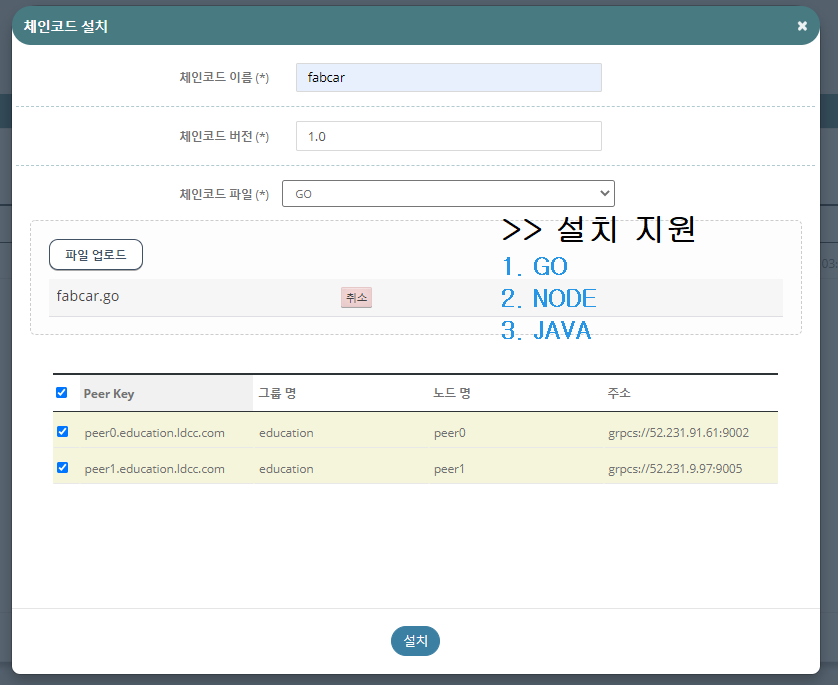 체인코드 설치
체인코드 이름 (*) fabcar
체인코드 버전 (*) 1.0
체인코드 파일 (*) GO
>> 설치 지원
파일 업로드
1. GO
fabcar.go 취소
2. NODE
3. JAVA
Peer Key 그룹 명 노드 명 주소
peer0.education.ldcc.com education peer0 grpcs://52.231.91.61:9002
peer1.education.ldcc.com education peer1 grpcs://52.231.9.97:9005
설치